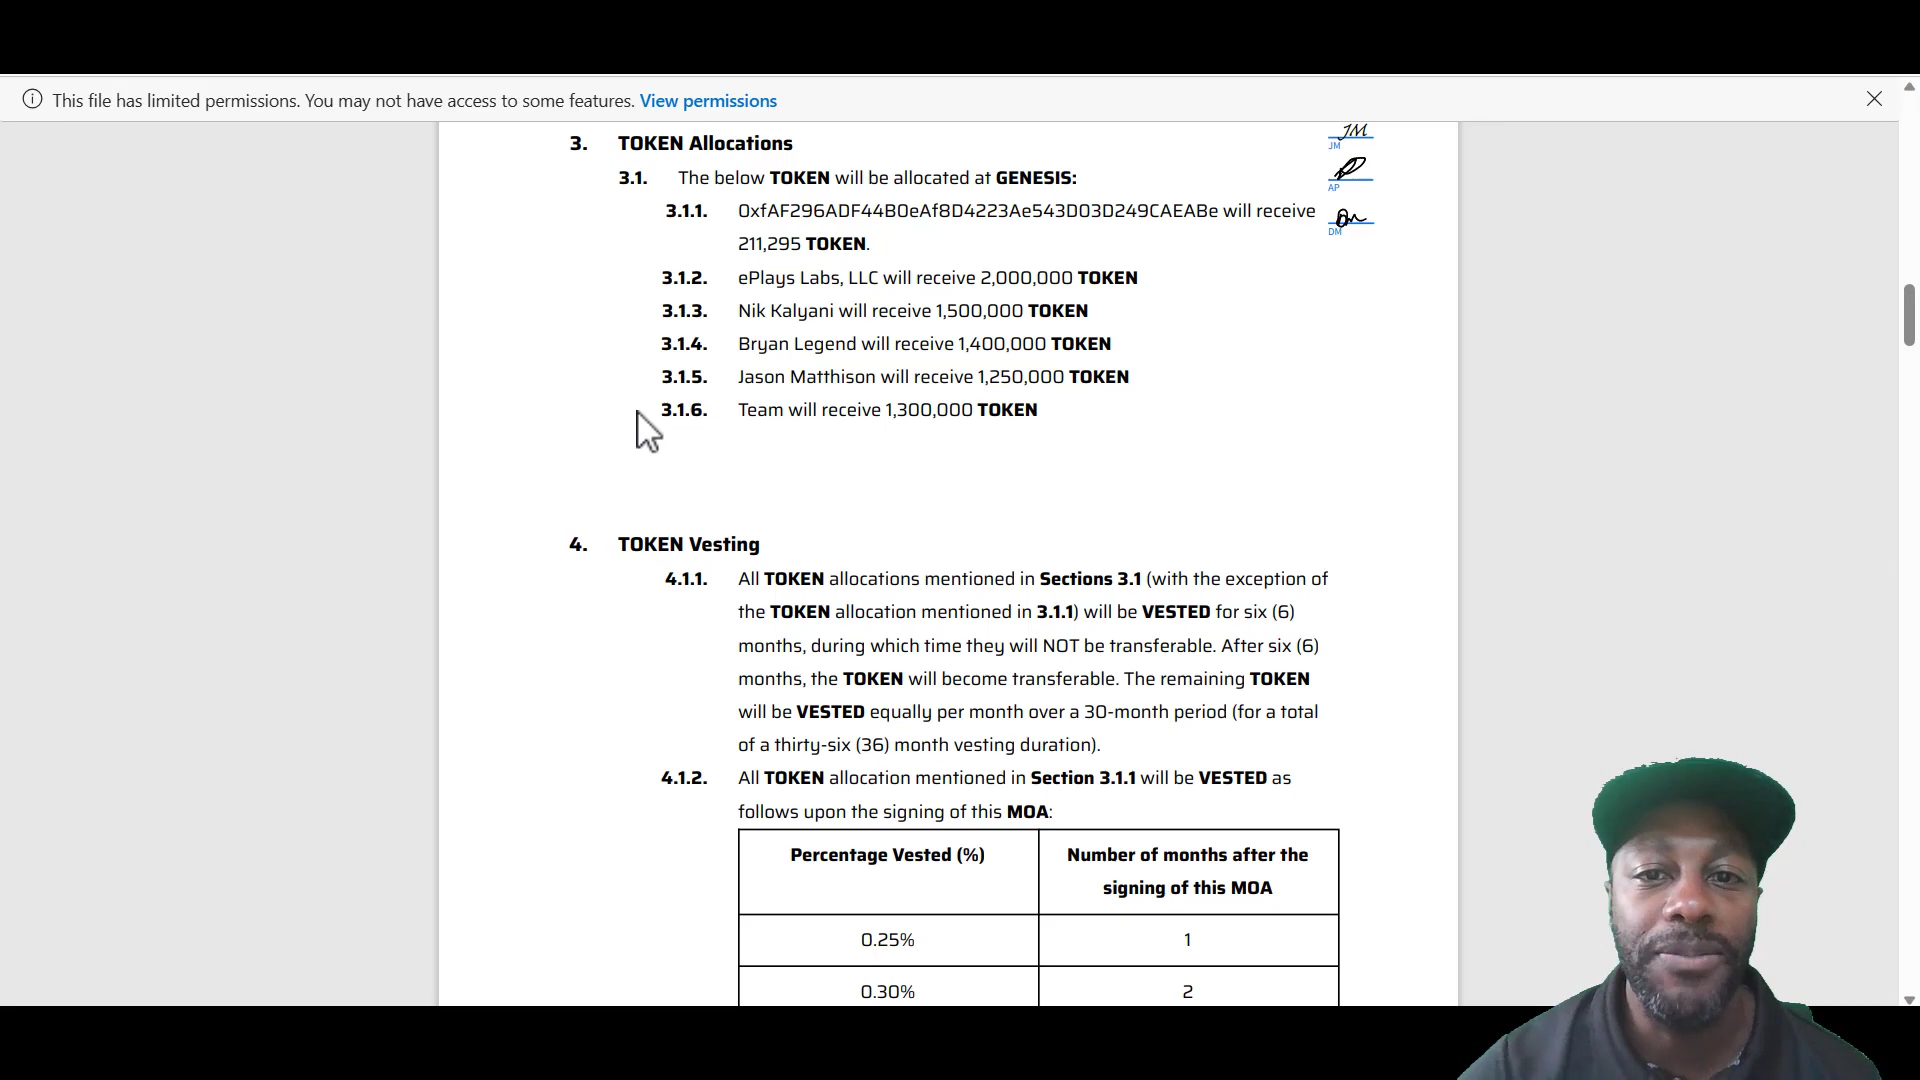 This file has limited permissions. You may not have access to some features. View permissions
3. TOKEN Allocations
JM
JM
3.1. The below TOKEN will be allocated at GENESIS:
AP
3.1.1. 0xfAF296ADF44B0eAf8D4223Ae543D03D249CAEABe will receive
DM
211,295 TOKEN.
3.1.2. ePlays Labs, LLC will receive 2,000,000 TOKEN
3.1.3. Nik Kalyani will receive 1,500,000 TOKEN
3.1.4. Bryan Legend will receive 1,400,000 TOKEN
3.1.5. Jason Matthison will receive 1,250,000 TOKEN
3.1.6. Team will receive 1,300,000 TOKEN
4. TOKEN Vesting
4.1.1. All TOKEN allocations mentioned in Sections 3.1 (with the exception of
the TOKEN allocation mentioned in 3.1.1) will be VESTED for six (6)
months, during which time they will NOT be transferable. After six (6)
months, the TOKEN will become transferable. The remaining TOKEN
will be VESTED equally per month over a 30-month period (for a total
of a thirty-six (36) month vesting duration).
4.1.2. All TOKEN allocation mentioned in Section 3.1.1 will be VESTED as
follows upon the signing of this MOA:
Percentage Vested (%)
Number of months after the
signing of this MOA
0.25% 1
0.30% 2